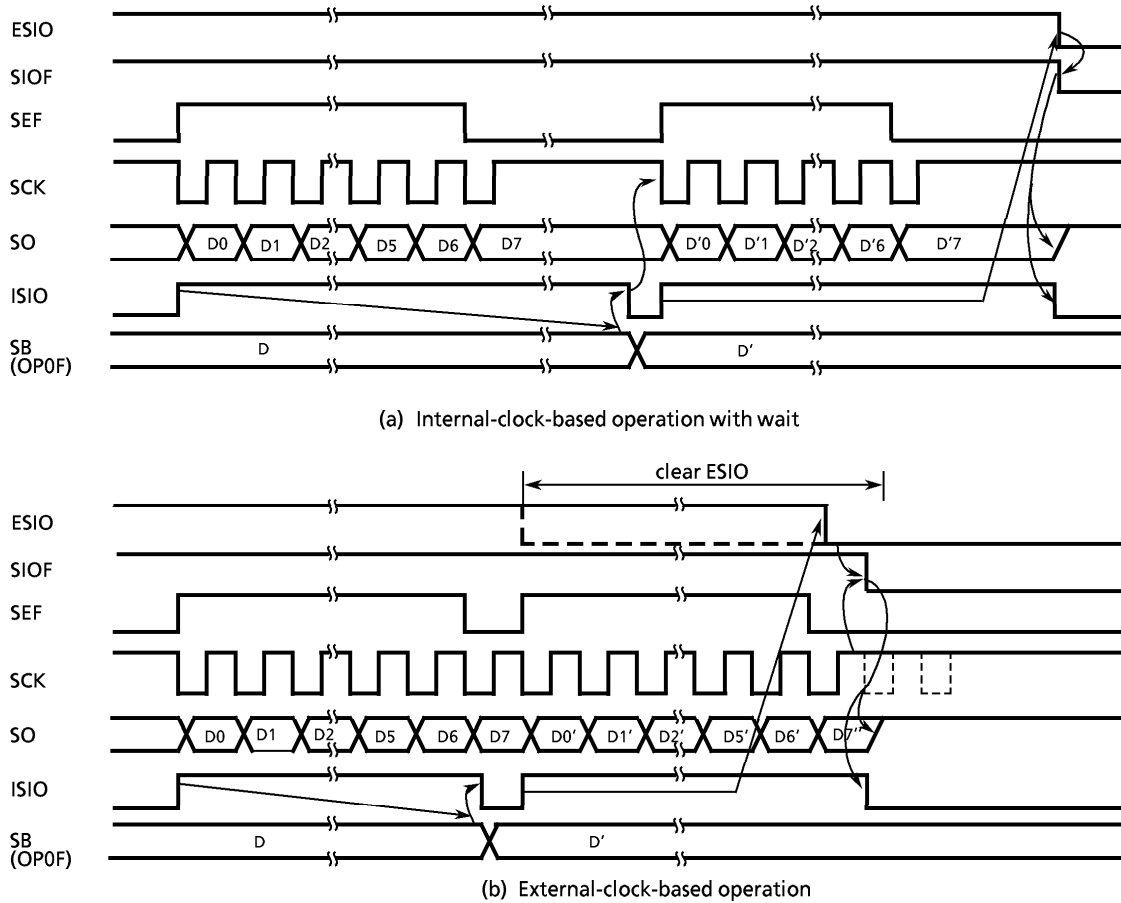 ESIO
SIOF
SEF
SCK
SO D0 D1 D2 D5 D6 D7 D'0 D'1 D'2 D'6 D'7
ISIO
SB D D'
(OP0F)
(a) Internal-clock-based operation with wait
clear ESIO
ESIO
SIOF
SEF
SCK
SO D0 D1 D2 D5 D6 D7 D0' D1' D2' D5' D6' D7''
ISIO
SB D D'
(OP0F)
(b) External-clock-based operation